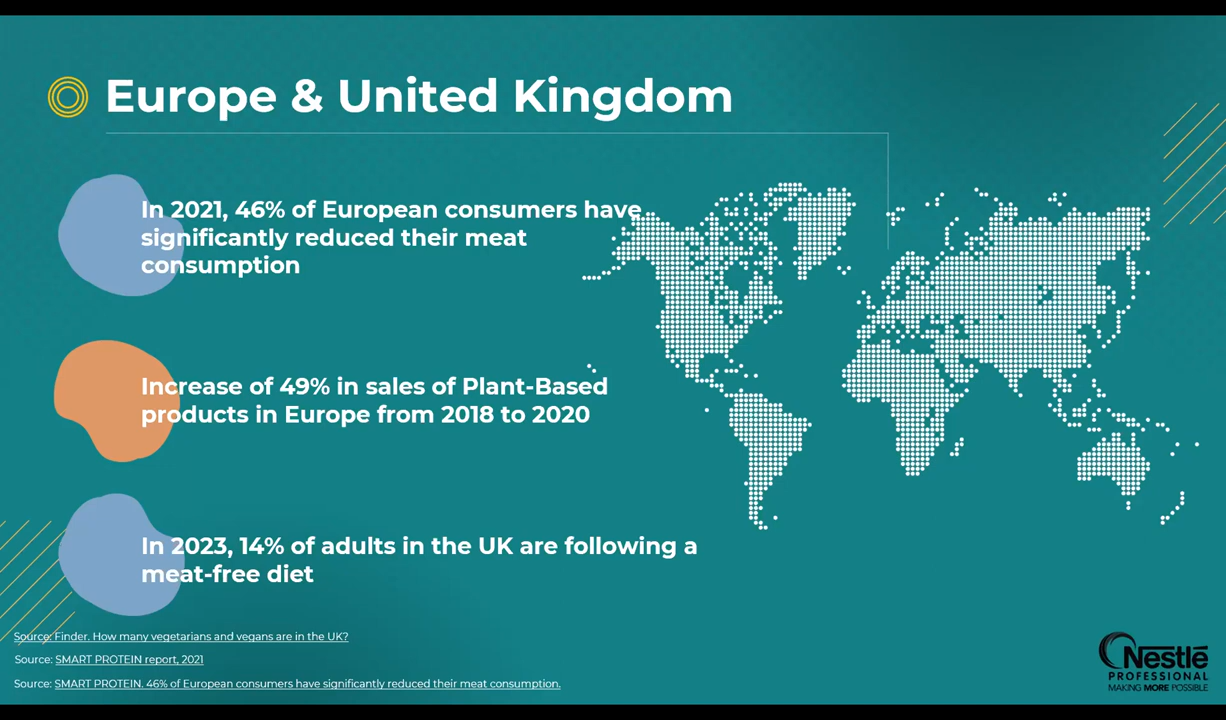 Europe & United Kingdom
In 2021, 46% of European consumers have
significantly reduced their meat
consumption
Increase of 49% in sales of Plant-Based
products in Europe from 2018 to 2020
In 2023, 14% of adults in the UK are following a
meat-free diet
Source: Finder. How many vegetarians and vegans are in the UK?
Source: SMART PROTEIN report, 2021
Source: SMART PROTEIN. 46% of European consumers have significantly reduced their meat consumption.
Nestlé
PROFESSIONAL
MAKING MORE POSSIBLE